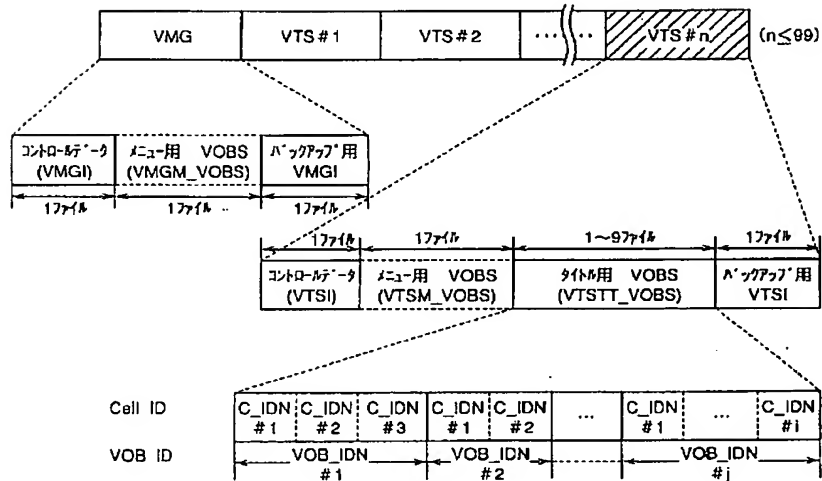 VMG VTS#1 VTS#2 ····· VTS#n (n≦99)
コントロールデータ メニュー用 VOBS バックアップ用
(VMGI) (VMGM_VOBS) VMGI
1ファイル 1ファイル 1ファイル
1ファイル 1ファイル 1～9ファイル 1ファイル
コントロールデータ メニュー用 VOBS タイトル用 VOBS バックアップ用
(VTSI) (VTSM_VOBS) (VTSTT_VOBS) VTSI
Cell ID C_IDN C_IDN C_IDN C_IDN C_IDN ... C_IDN ... C_IDN
#1 #2 #3 #1 #2 #1 #i
VOB ID VOB_IDN VOB_IDN VOB_IDN
#1 #2 #j